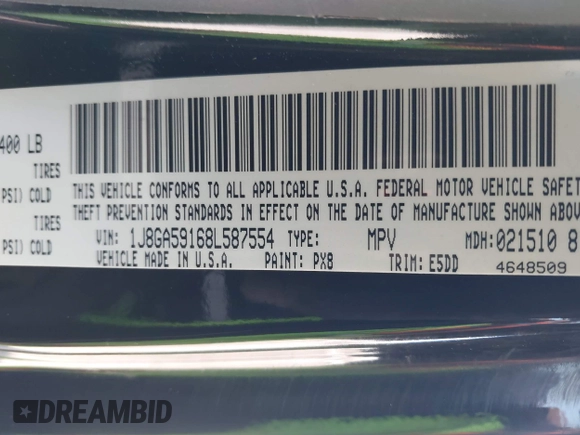 400 LB
TIRES
PSI) COLD
TIRES
PSI) COLD
THIS VEHICLE CONFORMS TO ALL APPLICABLE U.S.A. FEDERAL MOTOR VEHICLE SAFET
THEFT PREVENTION STANDARDS IN EFFECT ON THE DATE OF MANUFACTURE SHOWN ABOV
VIN: 1J8GA59168L587554 TYPE: MPV MDH:021510 8
VEHICLE MADE IN U.S.A. PAINT: PX8 TRIM: E5DD 4648509
DREAMBID